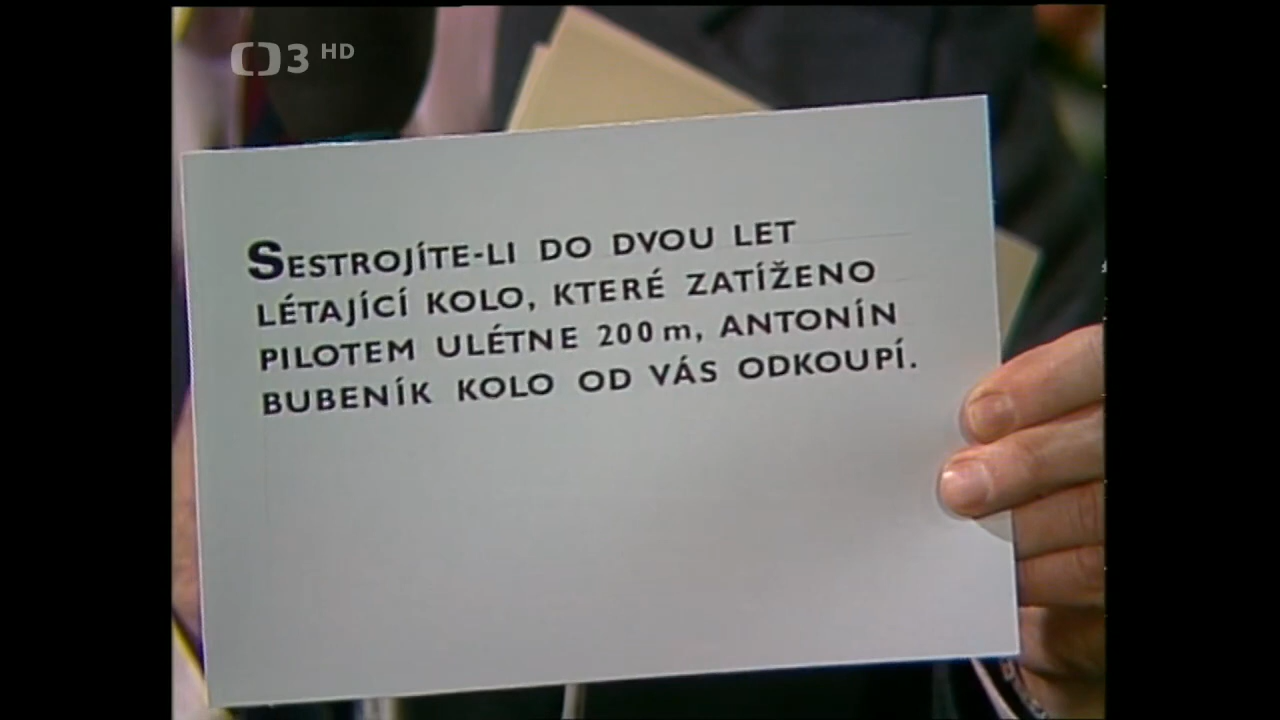 3 HD
SESTROJÍTE-LI DO DVOU LET
LÉTAJÍCÍ KOLO, KTERÉ ZATÍŽENO
PILOTEM ULÉTNE 200 m, ANTONÍN
BUBENÍK KOLO OD VÁS ODKOUPÍ.